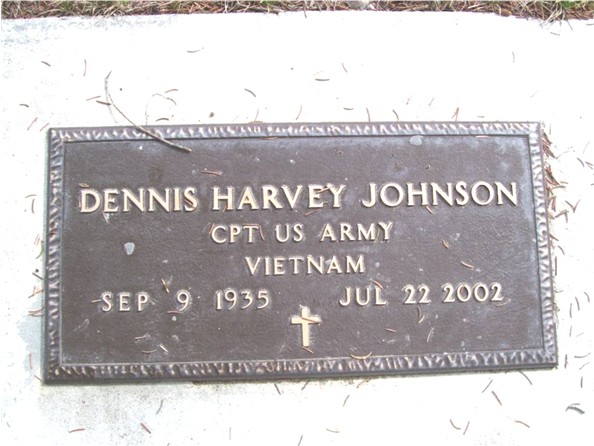 DENNIS HARVEY JOHNSON
CPT US ARMY
VIETNAM
SEP 9 1935 JUL 22 2002